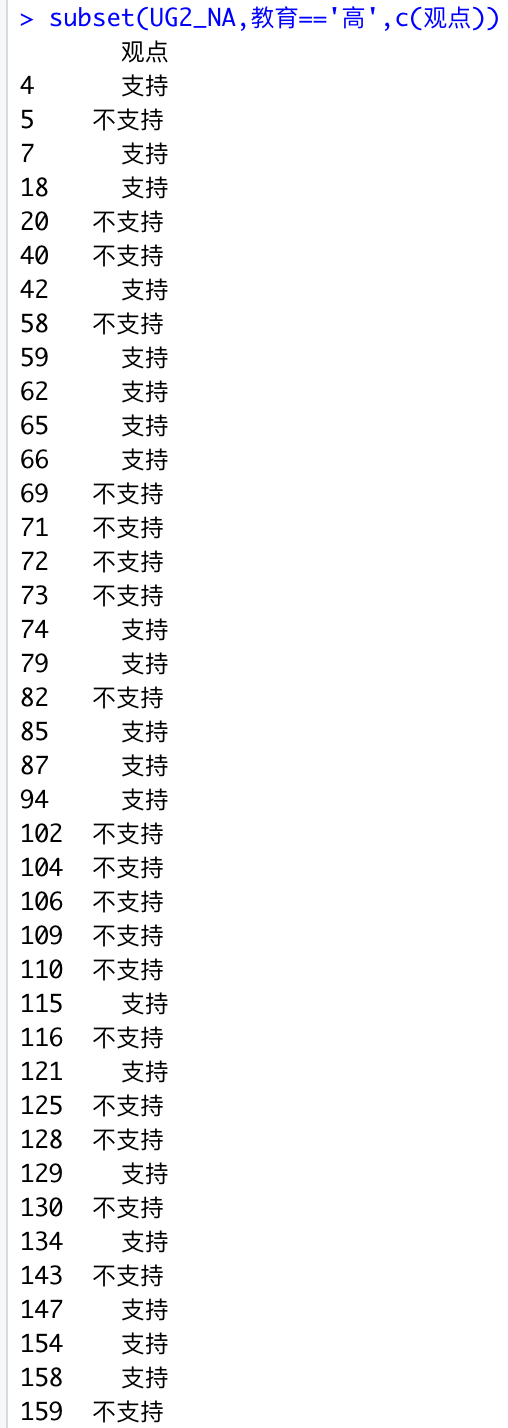 > subset(UG2_NA,教育=='高',c(观点))
观点
4 支持
5 不支持
7 支持
18 支持
20 不支持
40 不支持
42 支持
58 不支持
59 支持
62 支持
65 支持
66 支持
69 不支持
71 不支持
72 不支持
73 不支持
74 支持
79 支持
82 不支持
85 支持
87 支持
94 支持
102 不支持
104 不支持
106 不支持
109 不支持
110 不支持
115 支持
116 不支持
121 支持
125 不支持
128 不支持
129 支持
130 不支持
134 支持
143 不支持
147 支持
154 支持
158 支持
159 不支持